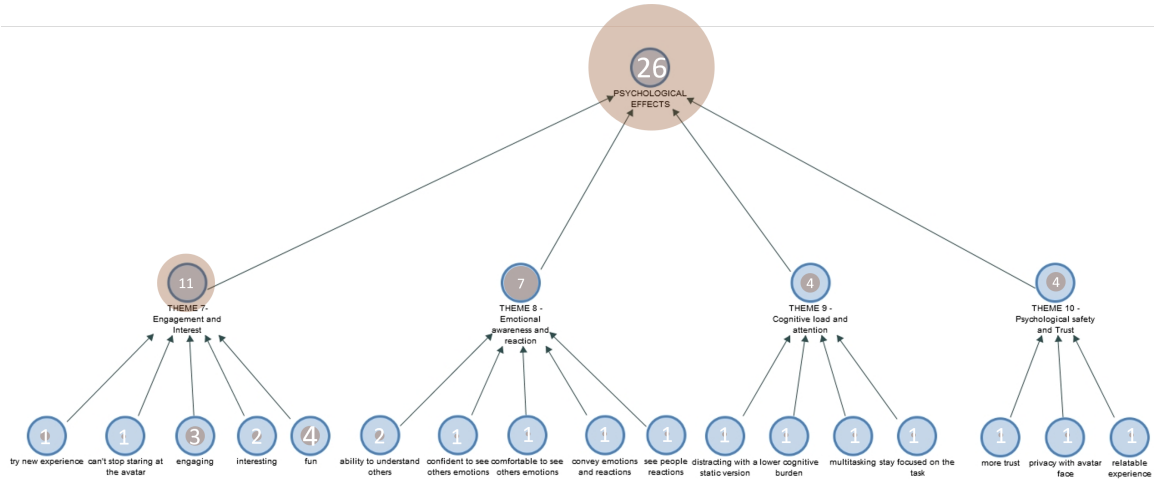 26
PSYCHOLOGICAL
EFFECTS
11
THEME 7-
Engagement and
Interest
7
THEME 8 -
Emotional
awareness and
reaction
4
THEME 9 -
Cognitive load and
attention
4
THEME 10 -
Psychological safety
and Trust
1
try new experience
1
can't stop staring at
the avatar
3
engaging
2
interesting
4
fun
2
ability to understand
others
1
confident to see
others emotions
1
comfortable to see
others emotions
1
convey emotions
and reactions
1
see people
reactions
1
distracting with a
static version
1
lower cognitive
burden
1
multitasking
1
stay focused on the
task
1
more trust
1
privacy with avatar
face
1
relatable
experience